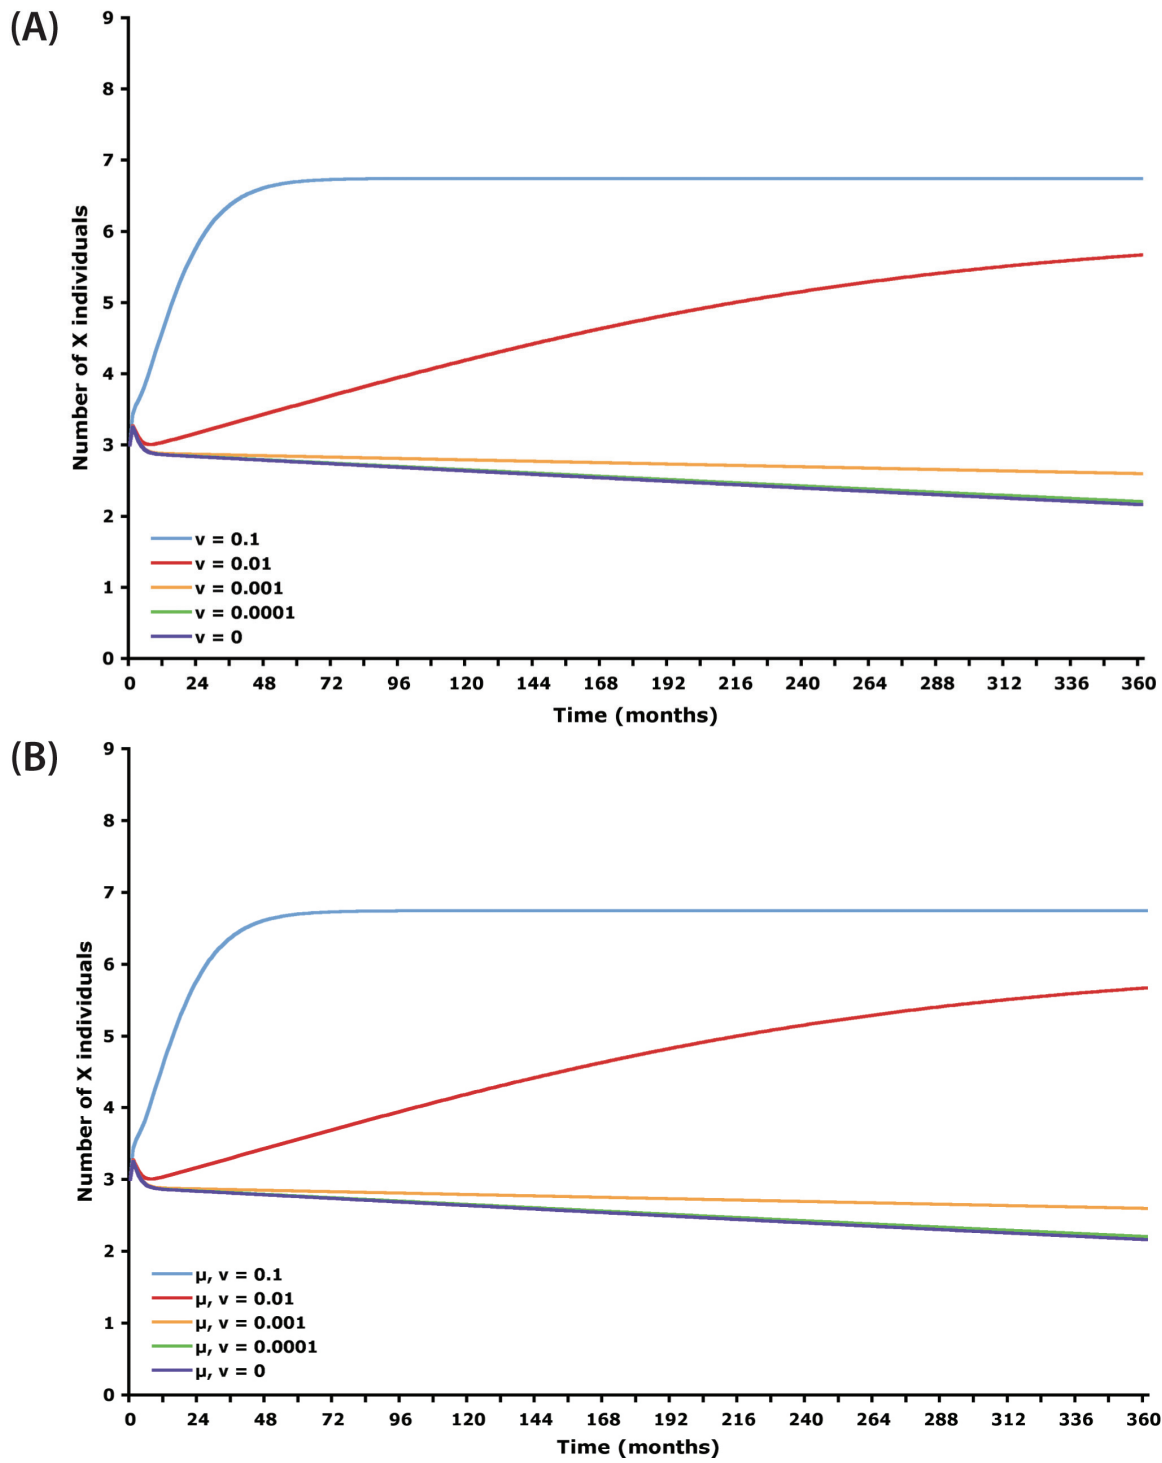 (A)
9
8
7
6
5
4
3
2
1
0
Number of X individuals
v = 0.1
v = 0.01
v = 0.001
v = 0.0001
v = 0
0 24 48 72 96 120 144 168 192 216 240 264 288 312 336 360
Time (months)
(B)
9
8
7
6
5
4
3
2
1
0
Number of X individuals
μ, v = 0.1
μ, v = 0.01
μ, v = 0.001
μ, v = 0.0001
μ, v = 0
0 24 48 72 96 120 144 168 192 216 240 264 288 312 336 360
Time (months)